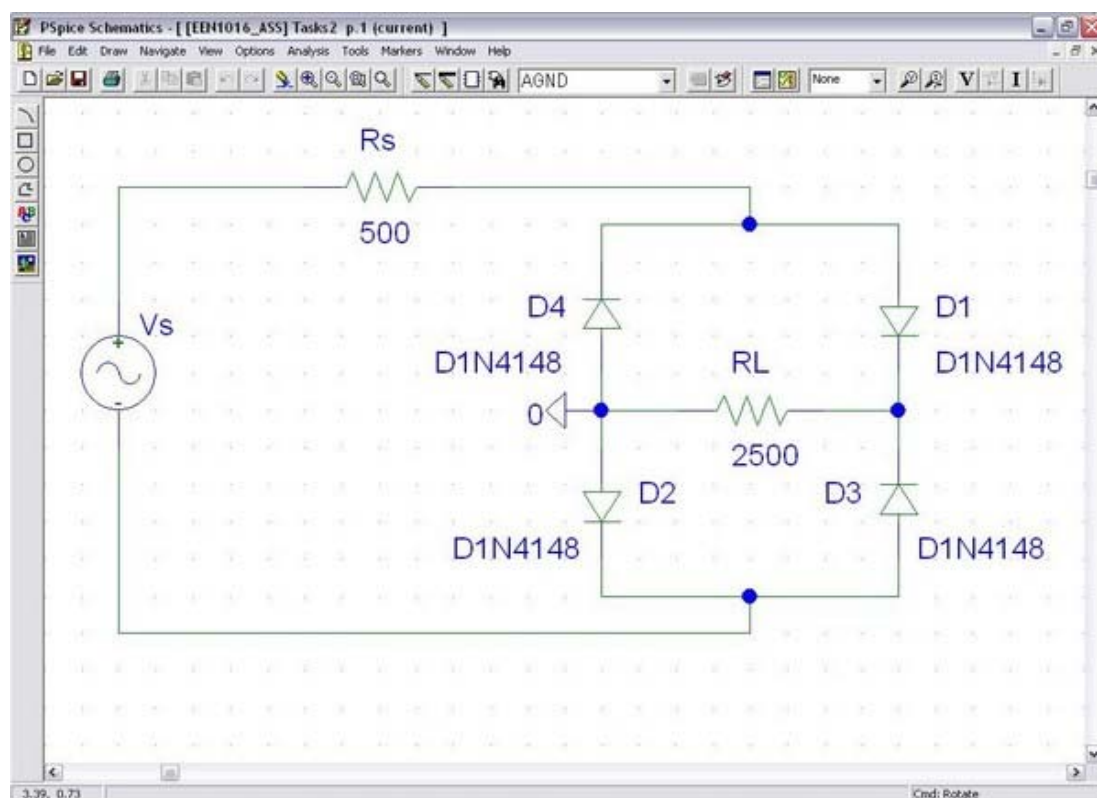 PSpice Schematics - [ [EEN1016_ASS] Tasks2 p.1 (current) ]
File Edit Draw Navigate View Options Analysis Tools Markers Window Help
AGND
None
V I
Rs
500
Vs
D4
D1
D1N4148
RL
D1N4148
0
2500
D2
D3
D1N4148
D1N4148
3.39, 0.73
Cmd: Rotate